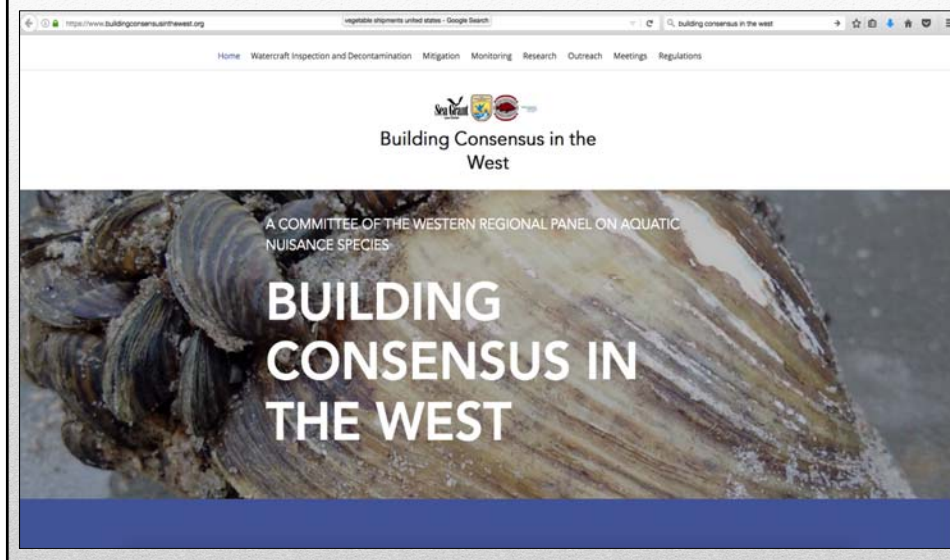 https://www.buildingconsensusinthewest.org
vegetable shipments united states - Google Search
building consensus in the west
Home Watercraft Inspection and Decontamination Mitigation Monitoring Research Outreach Meetings Regulations
Sea Grant
Building Consensus in the
West
A COMMITTEE OF THE WESTERN REGIONAL PANEL ON AQUATIC
NUISANCE SPECIES
BUILDING
CONSENSUS IN
THE WEST